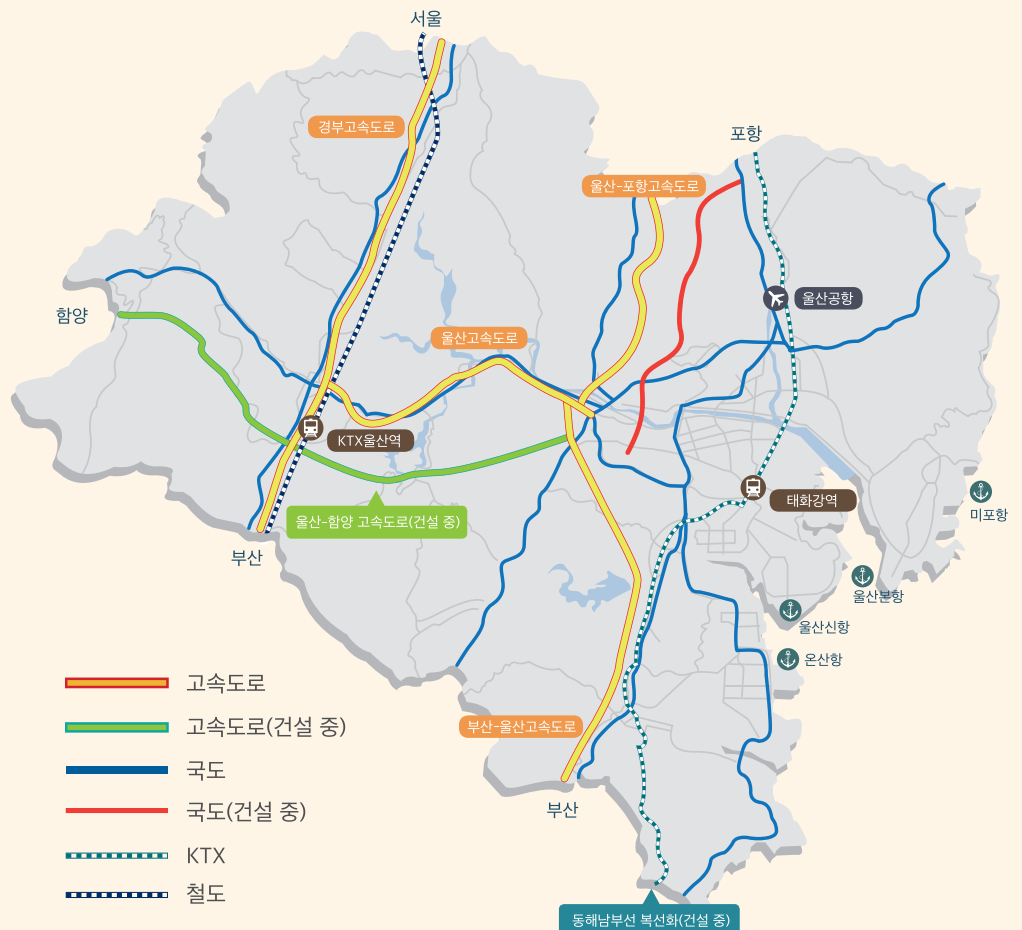 서울
경부고속도로
포항
울산-포항고속도로
울산공항
함양
울산고속도로
KTX울산역
태화강역
미포항
울산-함양 고속도로(건설 중)
부산
울산본항
울산신항
온산항
고속도로
부산-울산고속도로
고속도로(건설 중)
국도
부산
국도(건설 중)
KTX
철도
동해남부선 복선화(건설 중)